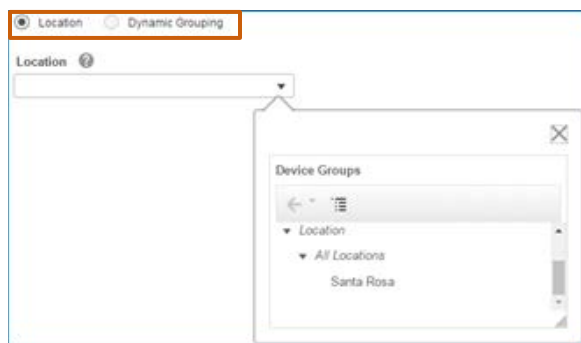 Location Dynamic Grouping
Location
Device Groups
Location
All Locations
Santa Rosa